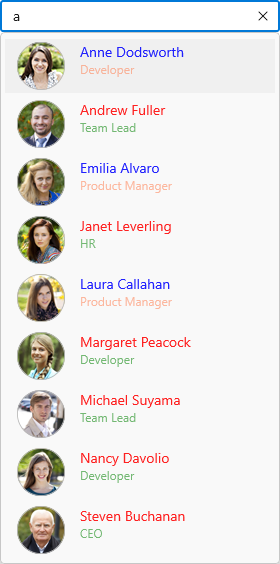 a
Anne Dodsworth
Developer
Andrew Fuller
Team Lead
Emilia Alvaro
Product Manager
Janet Leverling
HR
Laura Callahan
Product Manager
Margaret Peacock
Developer
Michael Suyama
Team Lead
Nancy Davolio
Developer
Steven Buchanan
CEO